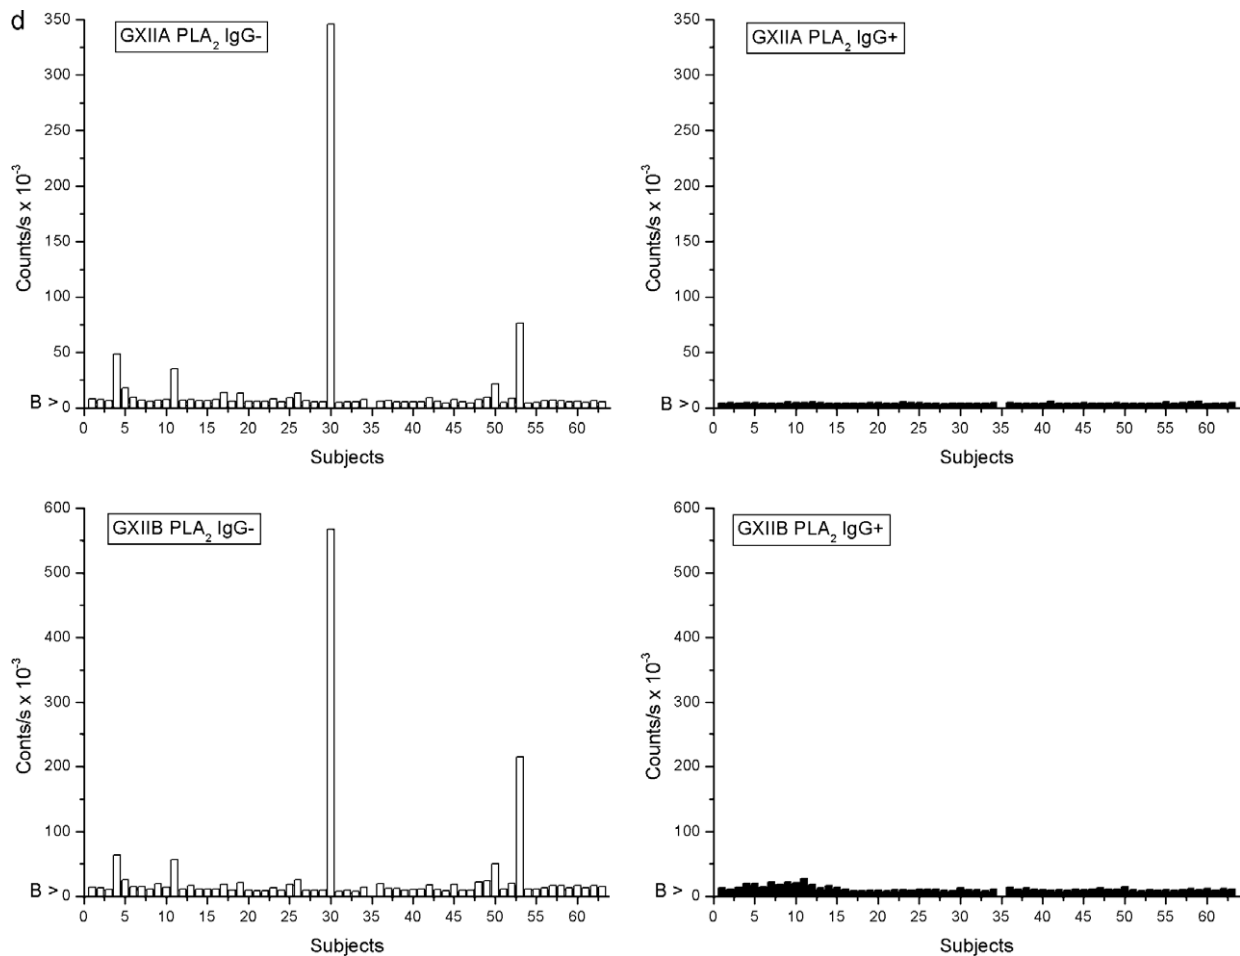 d
GXIIA PLA₂ IgG-
350
300
250
200
150
100
50
0
B >
Counts/s x 10⁻³
0 5 10 15 20 25 30 35 40 45 50 55 60
Subjects
GXIIA PLA₂ IgG+
350
300
250
200
150
100
50
0
B >
Counts/s x 10⁻³
0 5 10 15 20 25 30 35 40 45 50 55 60
Subjects
GXIIB PLA₂ IgG-
600
500
400
300
200
100
0
B >
Conts/s x 10⁻³
0 5 10 15 20 25 30 35 40 45 50 55 60
Subjects
GXIIB PLA₂ IgG+
600
500
400
300
200
100
0
B >
Counts/s x 10⁻³
0 5 10 15 20 25 30 35 40 45 50 55 60
Subjects